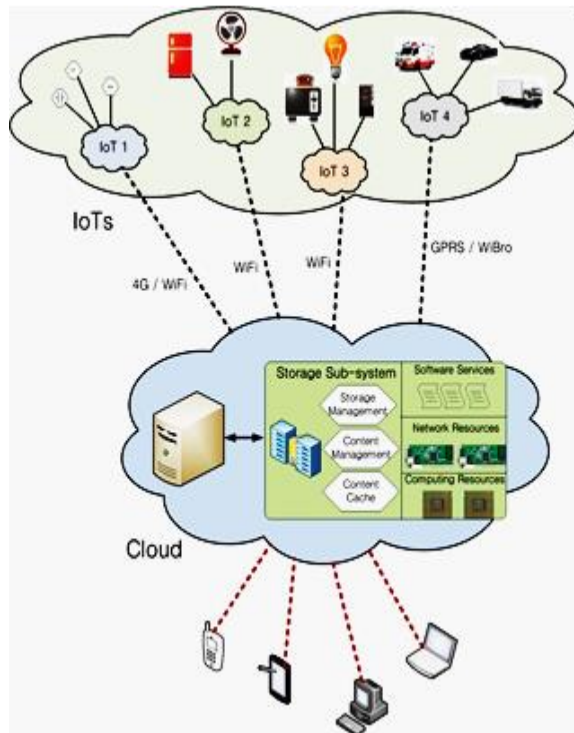 IoT 1
IoT 2
IoT 3
IoT 4
IoTs
4G / WiFi
WiFi
WiFi
GPRS / WiBro
Storage Sub-system
Storage
Management
Content
Management
Content
Cache
Software Services
Network Resources
Computing Resources
Cloud